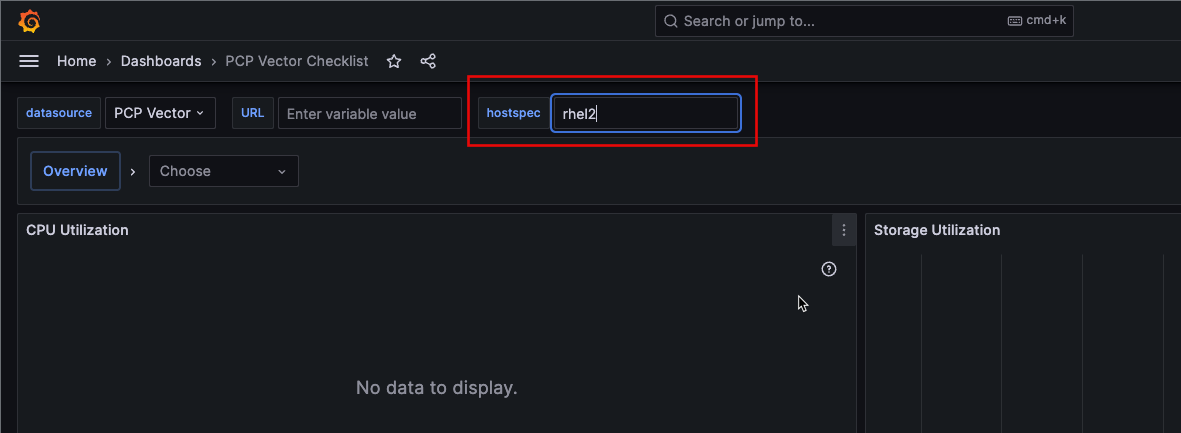 Search or jump to... cmd+k
Home › Dashboards › PCP Vector Checklist
datasource PCP Vector URL Enter variable value hostspec rhel2
Overview › Choose
CPU Utilization Storage Utilization
No data to display.